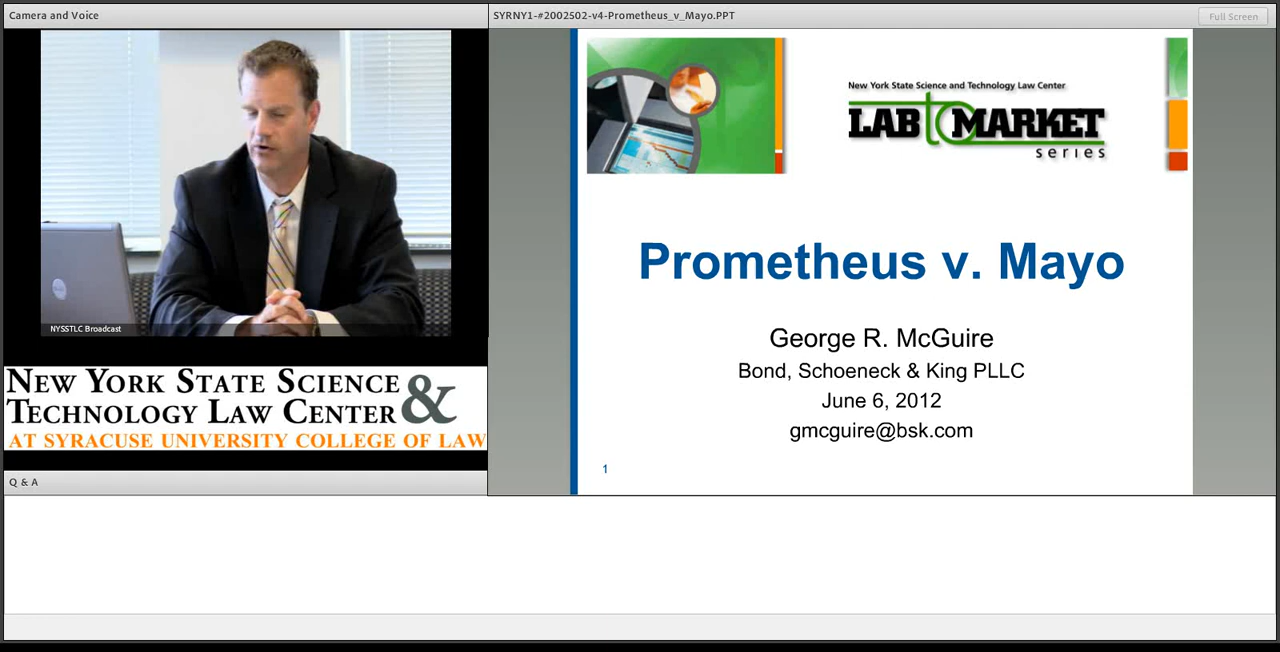 Camera and Voice
NYSSTLC Broadcast
NEW YORK STATE SCIENCE &
TECHNOLOGY LAW CENTER
AT SYRACUSE UNIVERSITY COLLEGE OF LAW
Q & A
SYRNY1-#2002502-v4-Prometheus_v_Mayo.PPT
Full Screen
New York State Science and Technology Law Center
LAB to MARKET
series
Prometheus v. Mayo
George R. McGuire
Bond, Schoeneck & King PLLC
June 6, 2012
gmcguire@bsk.com
1